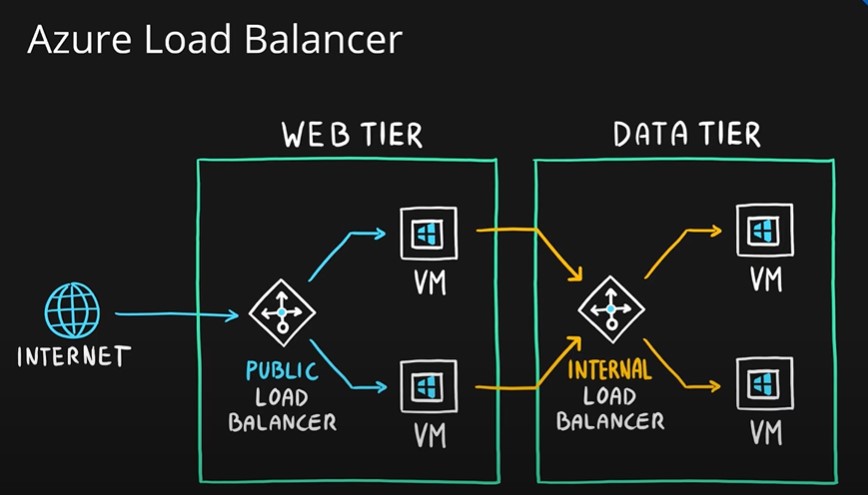 Azure Load Balancer
WEB TIER
DATA TIER
VM
VM
INTERNET
PUBLIC
LOAD
BALANCER
INTERNAL
LOAD
BALANCER
VM
VM